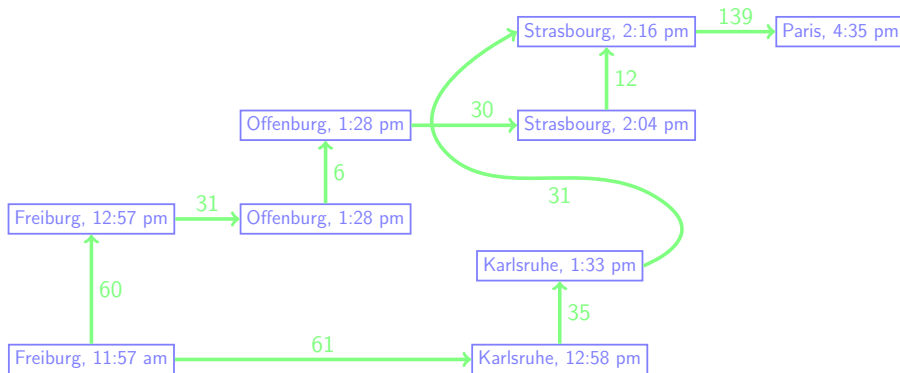 139
Strasbourg, 2:16 pm
Paris, 4:35 pm
12
30
Offenburg, 1:28 pm
Strasbourg, 2:04 pm
6
31
31
Freiburg, 12:57 pm
Offenburg, 1:28 pm
Karlsruhe, 1:33 pm
60
35
61
Freiburg, 11:57 am
Karlsruhe, 12:58 pm